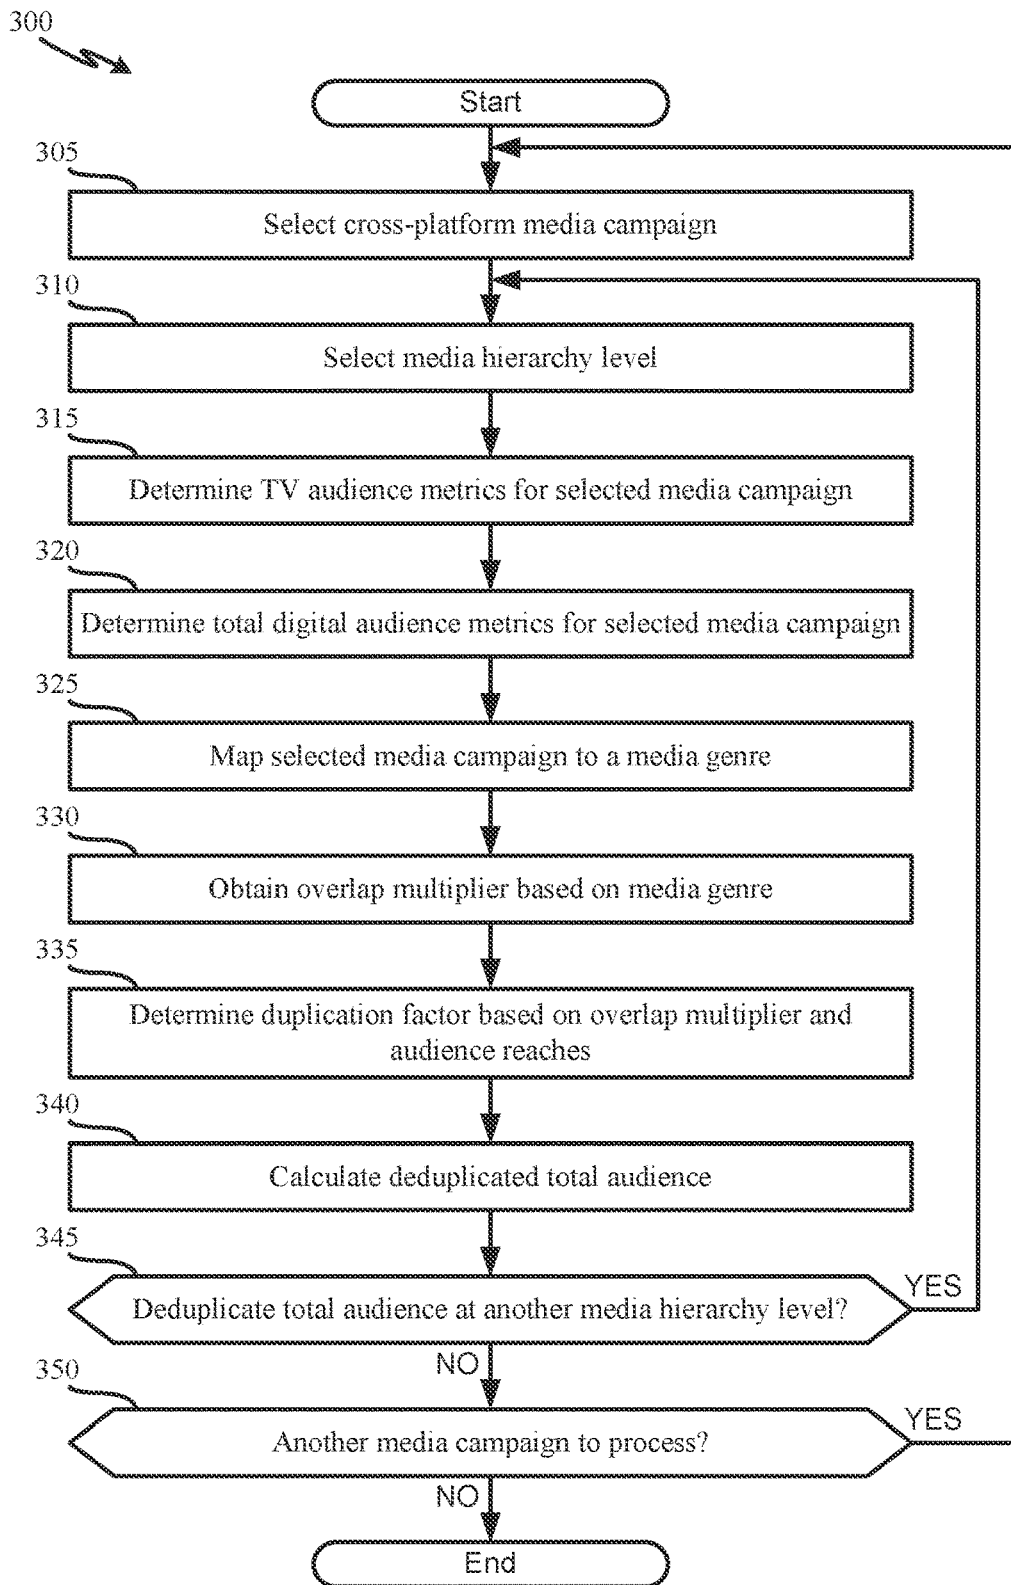 300
Start
305
Select cross-platform media campaign
310
Select media hierarchy level
315
Determine TV audience metrics for selected media campaign
320
Determine total digital audience metrics for selected media campaign
325
Map selected media campaign to a media genre
330
Obtain overlap multiplier based on media genre
335
Determine duplication factor based on overlap multiplier and
audience reaches
340
Calculate deduplicated total audience
345
Deduplicate total audience at another media hierarchy level?
YES
NO
350
Another media campaign to process?
YES
NO
End